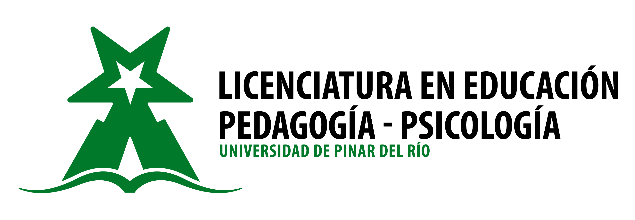 LICENCIATURA EN EDUCACIÓN
PEDAGOGÍA - PSICOLOGÍA
UNIVERSIDAD DE PINAR DEL RÍO